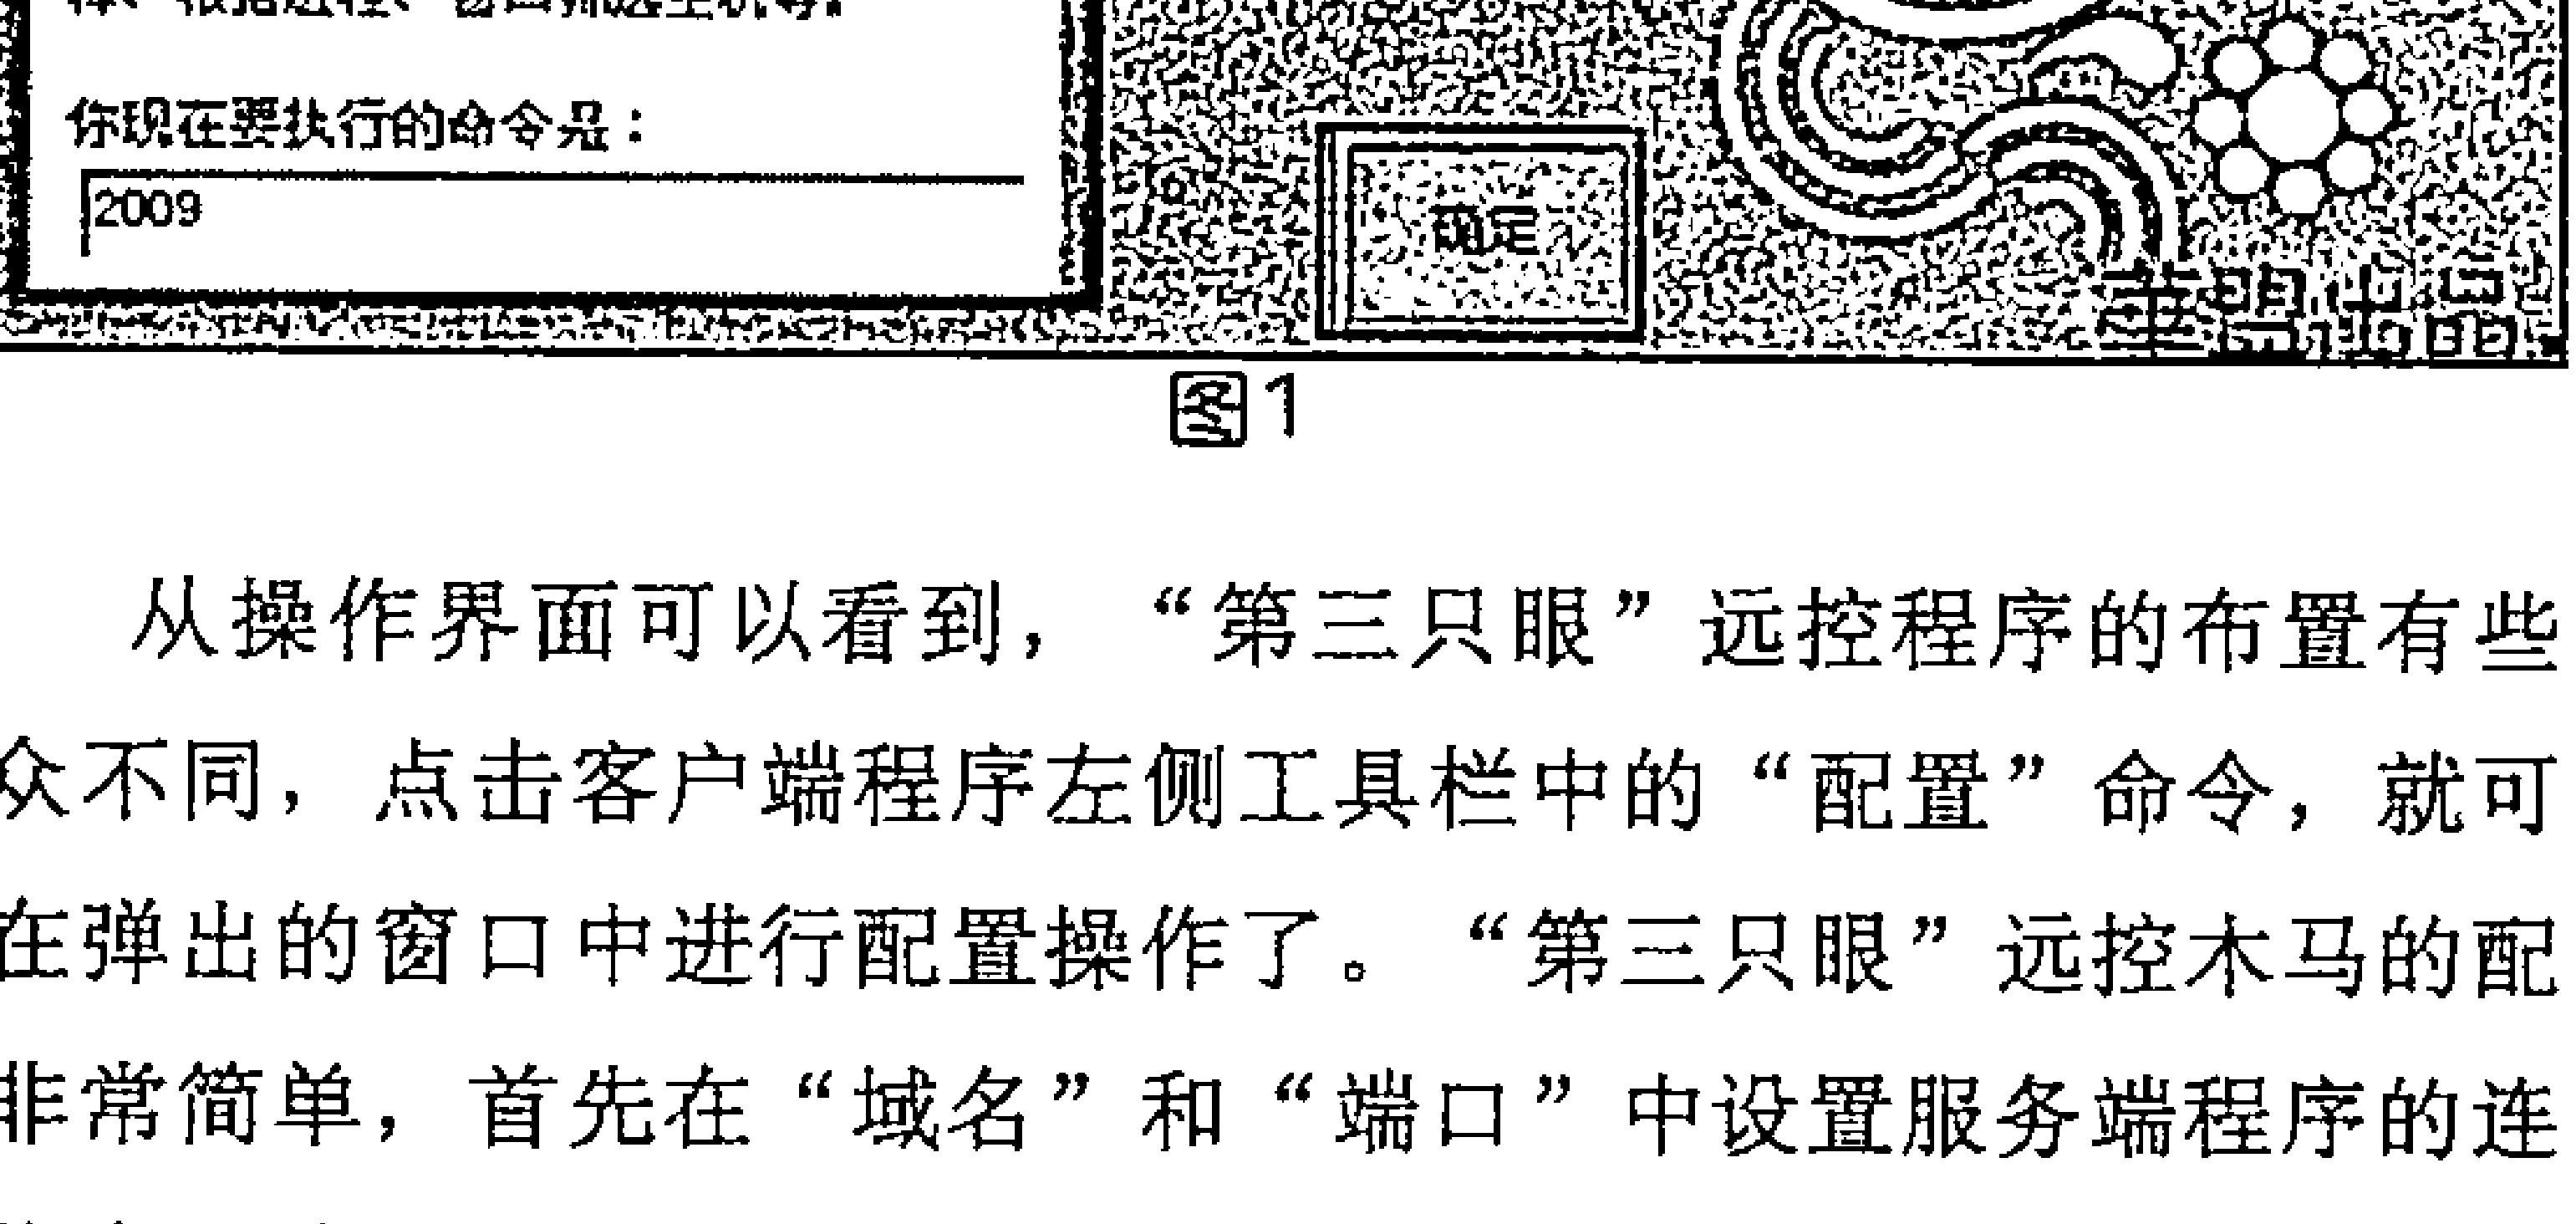 你现在要执行的命令是：
2009
确定
图1
从操作界面可以看到，“第三只眼”远控程序的布置有些
众不同，点击客户端程序左侧工具栏中的“配置”命令，就可
在弹出的窗口中进行配置操作了。“第三只眼”远控木马的配
非常简单，首先在“域名”和“端口”中设置服务端程序的连